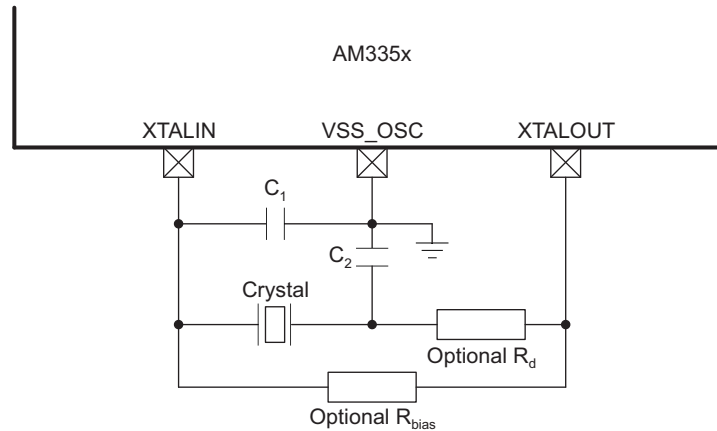 AM335x
XTALIN VSS_OSC XTALOUT
C₁
C₂
Crystal
Optional Rd
Optional Rbias